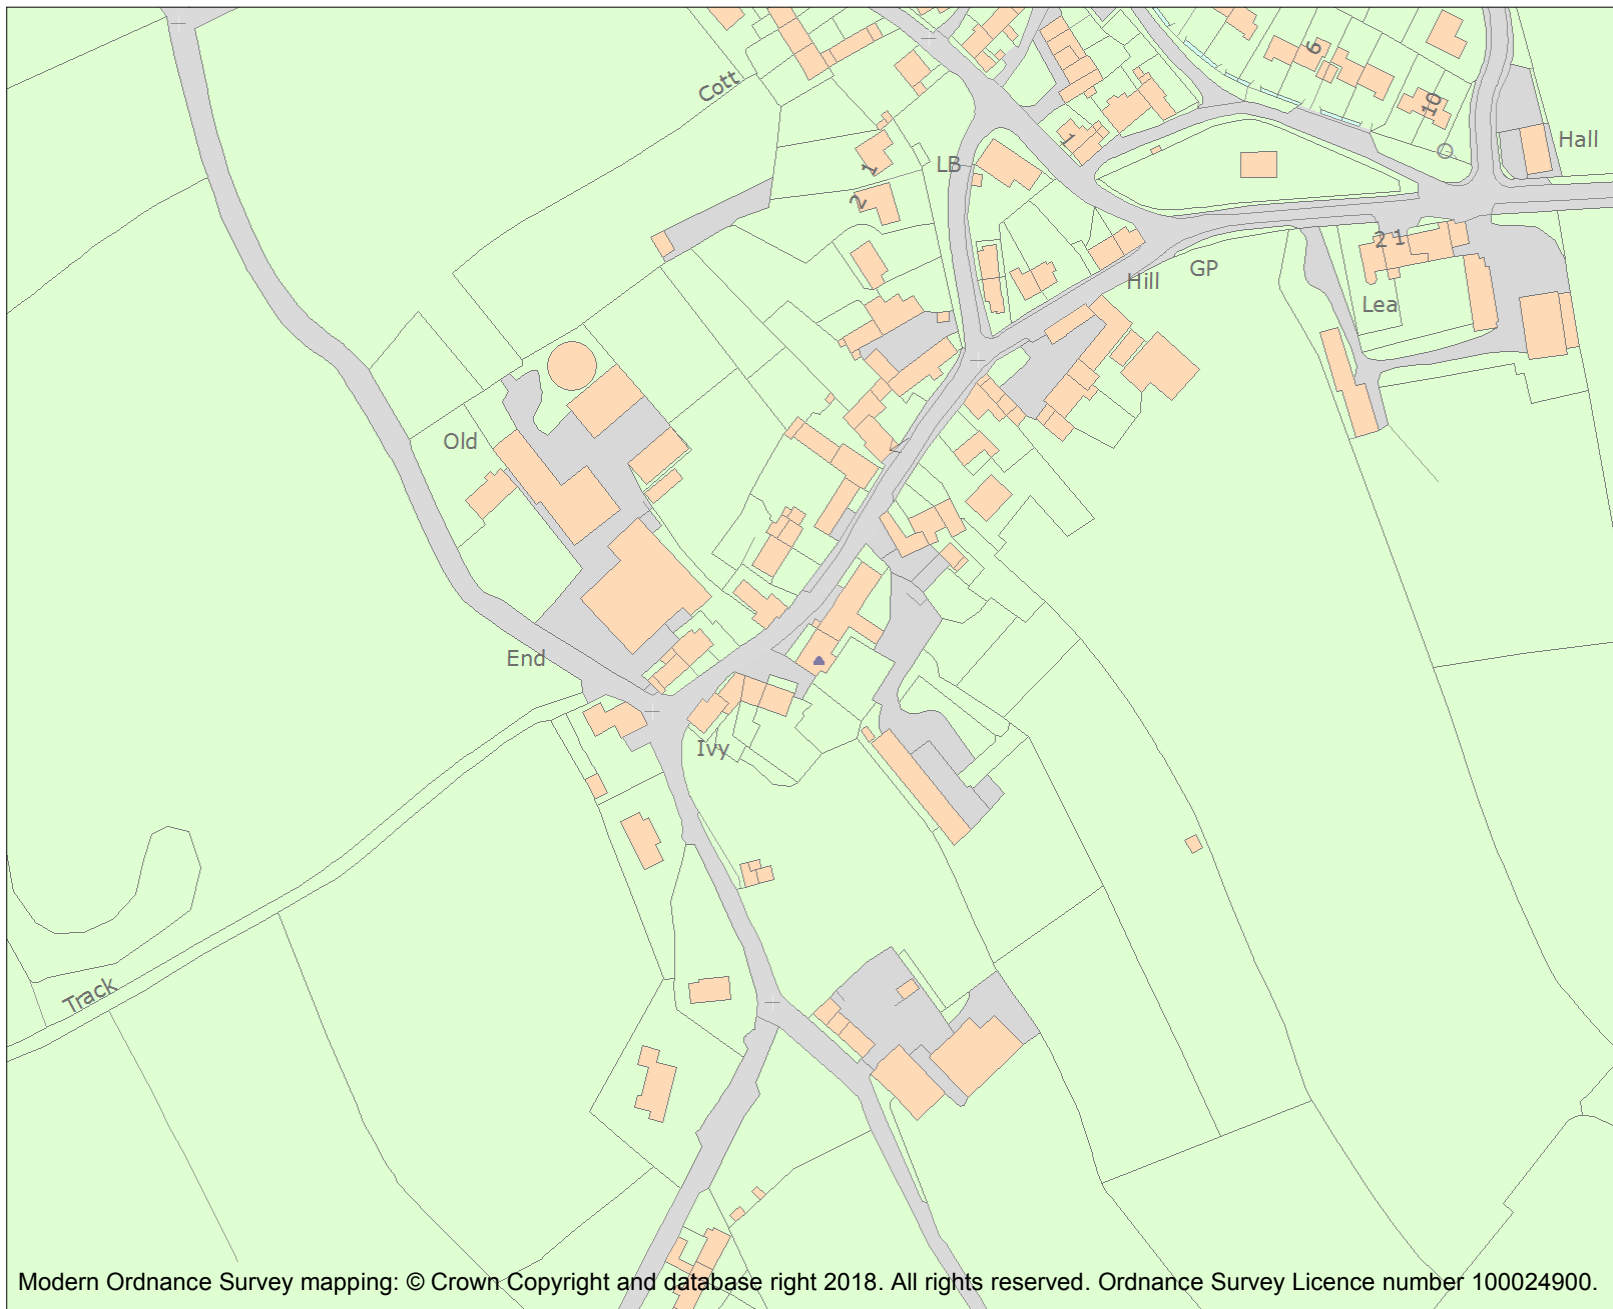 6
Cott
10
1
Hall
LB
1
2
2 1
GP
Hill
Lea
Old
End
Ivy
Track
Modern Ordnance Survey mapping: © Crown Copyright and database right 2018. All rights reserved. Ordnance Survey Licence number 100024900.